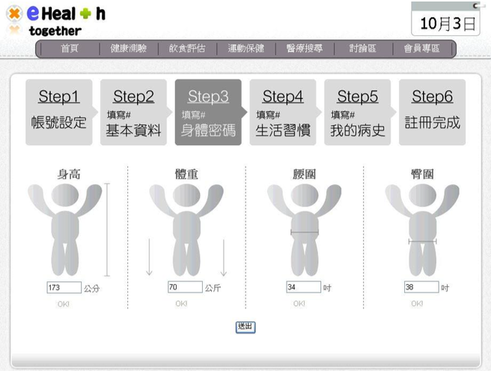 eHealth
together
10月3日
首頁 健康測驗 飲食評估 運動保健 醫療搜尋 討論區 會員專區
Step1 Step2 Step3 Step4 Step5 Step6
填寫# 填寫# 填寫# 填寫#
帳號設定 基本資料 身體密碼 生活習慣 我的病史 註冊完成
身高 體重 腰圍 臀圍
173 公分 70 公斤 34 吋 38 吋
OK! OK! OK! OK!
送出